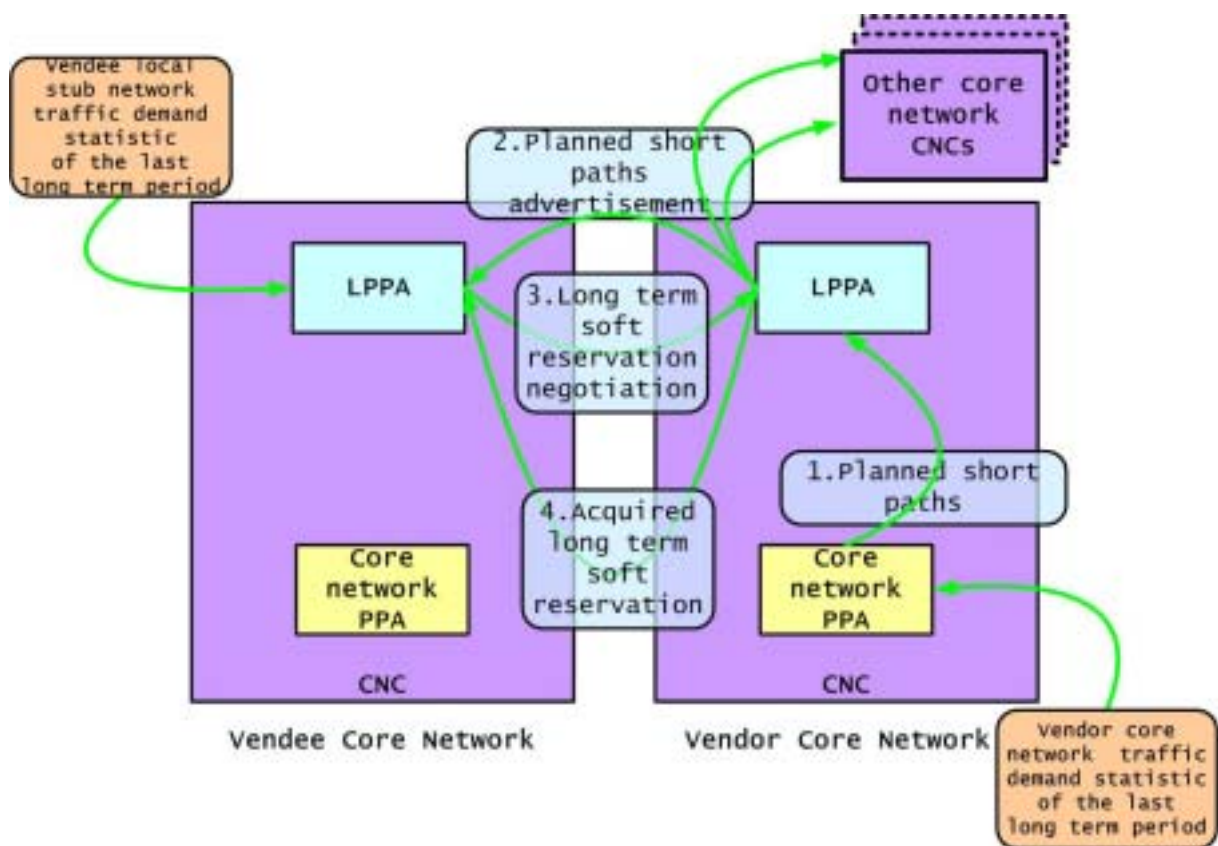 Vendee local
stub network
traffic demand
statistic
of the last
long term period
Other core
network
CNCs
2.Planned short
paths
advertisement
LPPA
LPPA
3.Long term
soft
reservation
negotiation
1.Planned short
paths
4.Acquired
long term
soft
reservation
Core
network
PPA
Core
network
PPA
CNC
CNC
Vendee Core Network
Vendor Core Network
Vendor core
network traffic
demand statistic
of the last
long term period